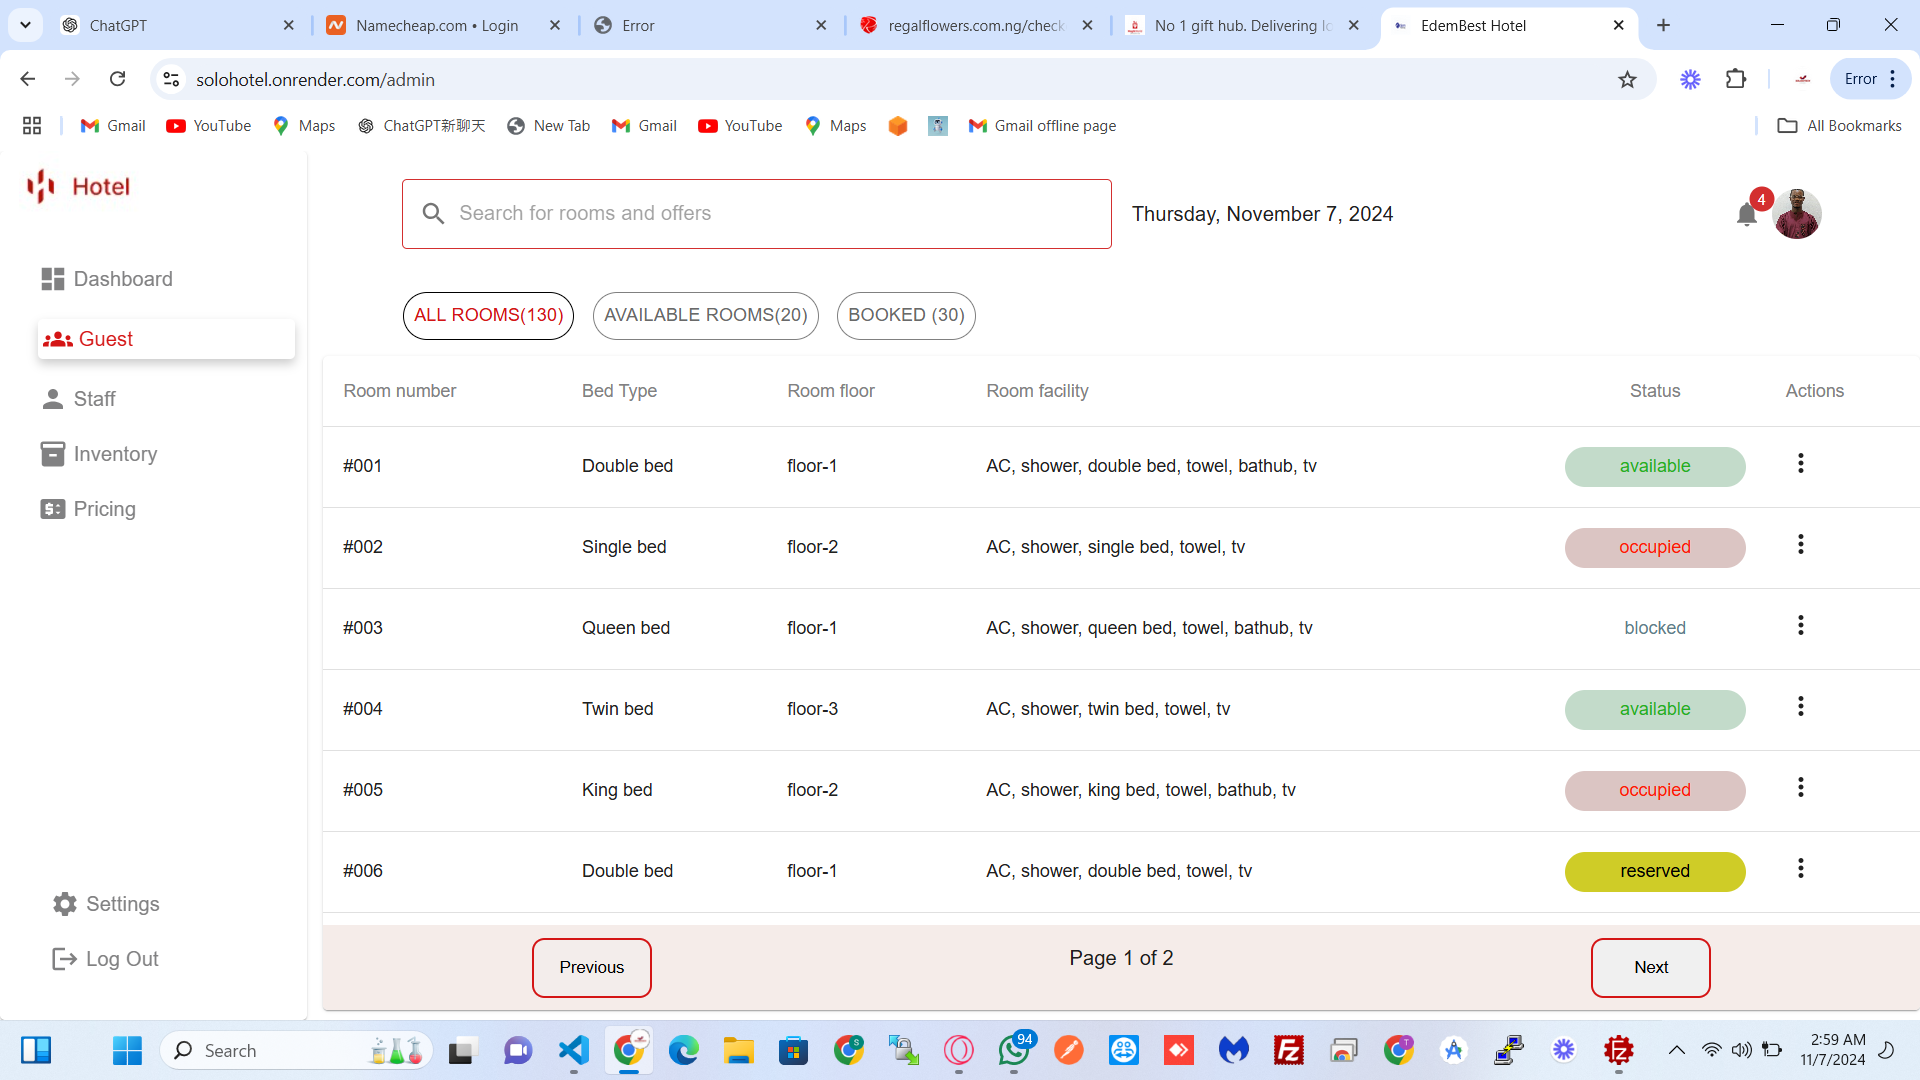 ChatGPT
Namecheap.com • Login
Error
regalflowers.com.ng/check
No 1 gift hub. Delivering lo
EdemBest Hotel
solohotel.onrender.com/admin
Error
Gmail
YouTube
Maps
ChatGPT新聊天
New Tab
Gmail
YouTube
Maps
Gmail offline page
All Bookmarks
Hotel
Search for rooms and offers
Thursday, November 7, 2024
4
Dashboard
Guest
Staff
Inventory
Pricing
Settings
Log Out
ALL ROOMS(130) AVAILABLE ROOMS(20) BOOKED (30)
Room number Bed Type Room floor Room facility Status Actions
#001 Double bed floor-1 AC, shower, double bed, towel, bathub, tv available
#002 Single bed floor-2 AC, shower, single bed, towel, tv occupied
#003 Queen bed floor-1 AC, shower, queen bed, towel, bathub, tv blocked
#004 Twin bed floor-3 AC, shower, twin bed, towel, tv available
#005 King bed floor-2 AC, shower, king bed, towel, bathub, tv occupied
#006 Double bed floor-1 AC, shower, double bed, towel, tv reserved
Previous Page 1 of 2 Next
Search
94
2:59 AM
11/7/2024